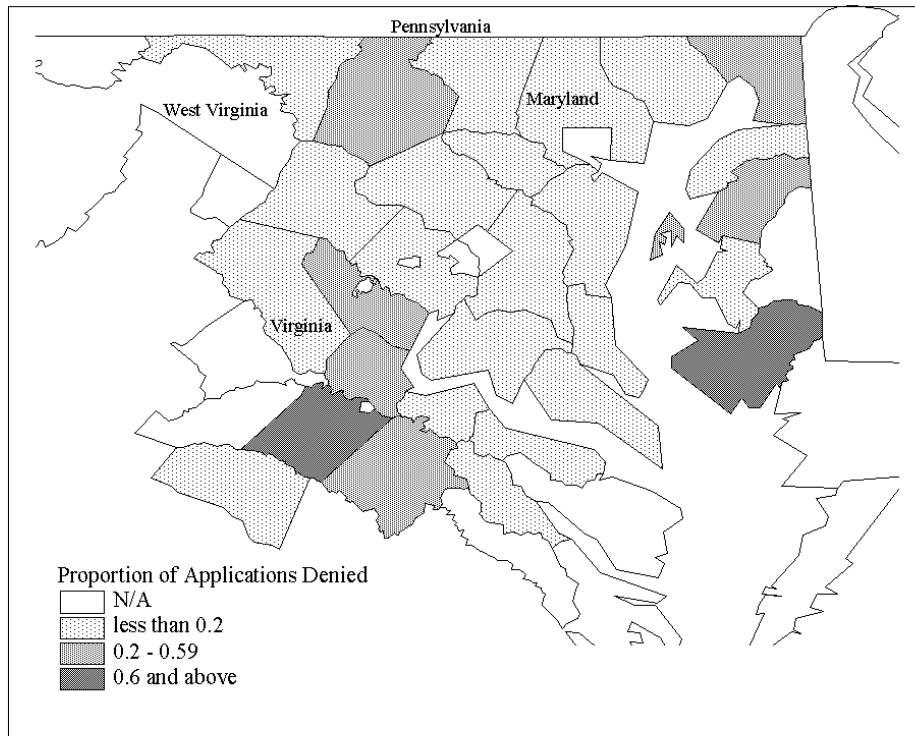 Pennsylvania
Maryland
West Virginia
Virginia
Proportion of Applications Denied
N/A
less than 0.2
0.2 - 0.59
0.6 and above